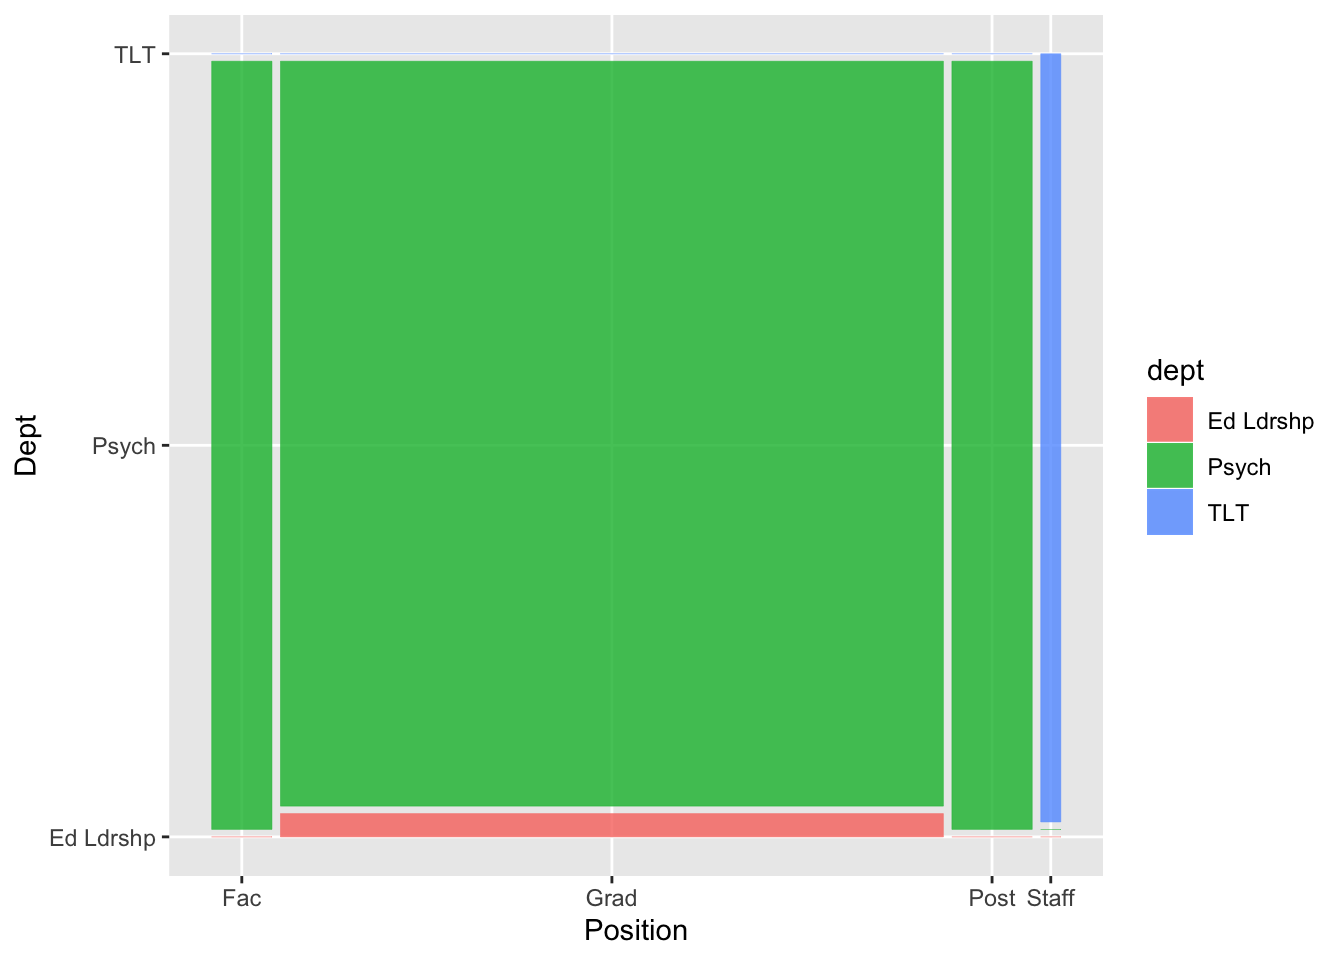 TLT
Psych
Ed Ldrshp
Dept
Fac Grad Post Staff
Position
dept
Ed Ldrshp
Psych
TLT